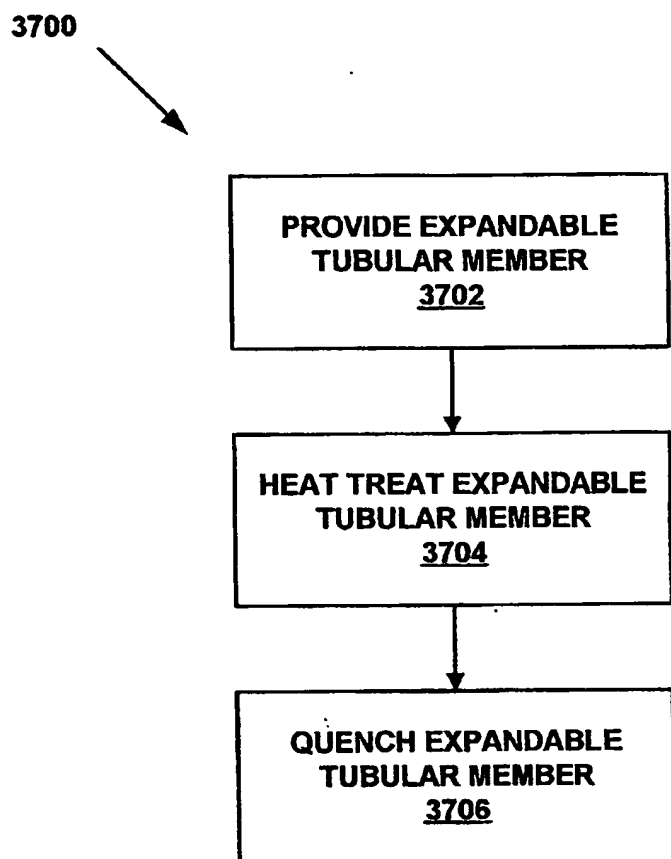 3700
PROVIDE EXPANDABLE
TUBULAR MEMBER
3702
HEAT TREAT EXPANDABLE
TUBULAR MEMBER
3704
QUENCH EXPANDABLE
TUBULAR MEMBER
3706